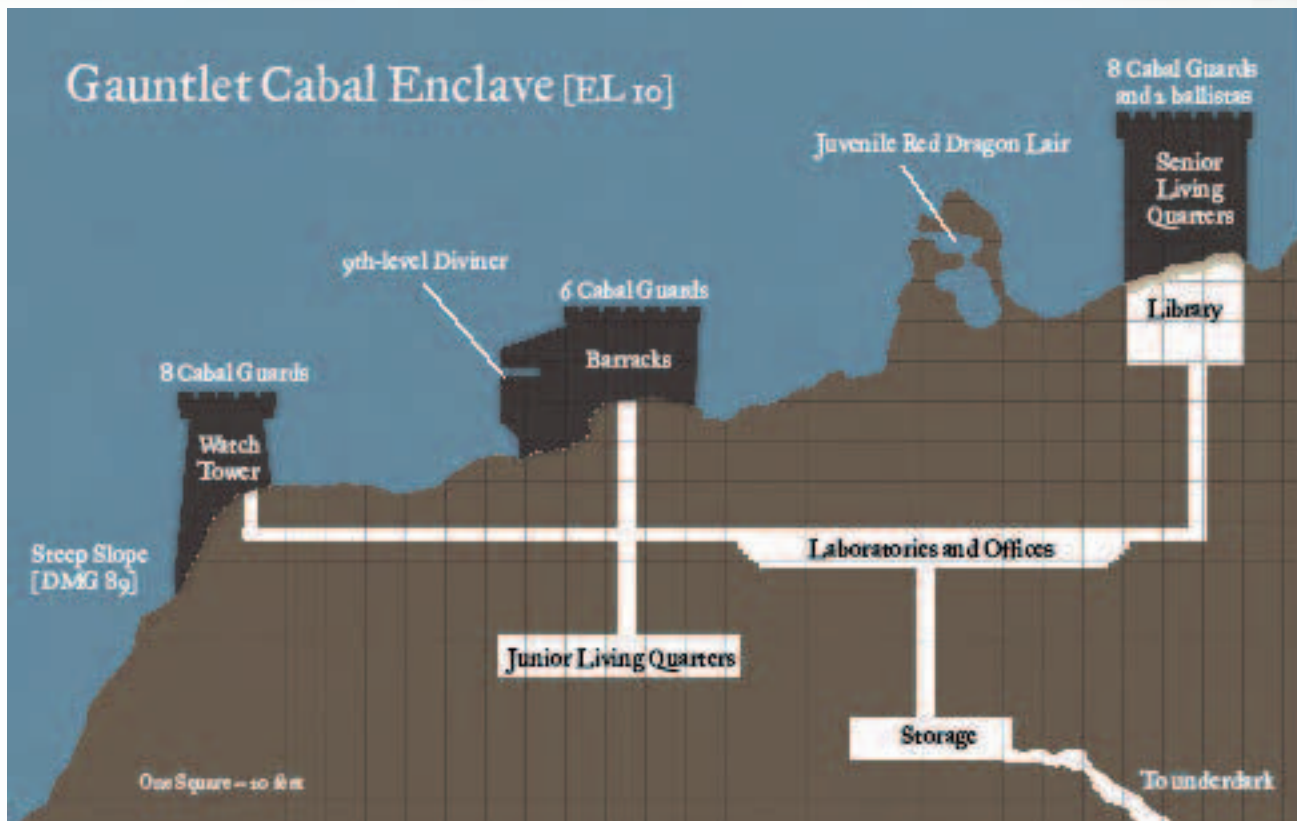 Gauntlet Cabal Enclave [EL 10]
8 Cabal Guards
and 2 ballistas
Juvenile Red Dragon Lair
Senior
Living
Quarters
9th-level Diviner
6 Cabal Guards
Library
Barracks
8 Cabal Guards
Watch
Tower
Steep Slope
[DMG 89]
Laboratories and Offices
Junior Living Quarters
Storage
One Square = 10 feet
To underdark